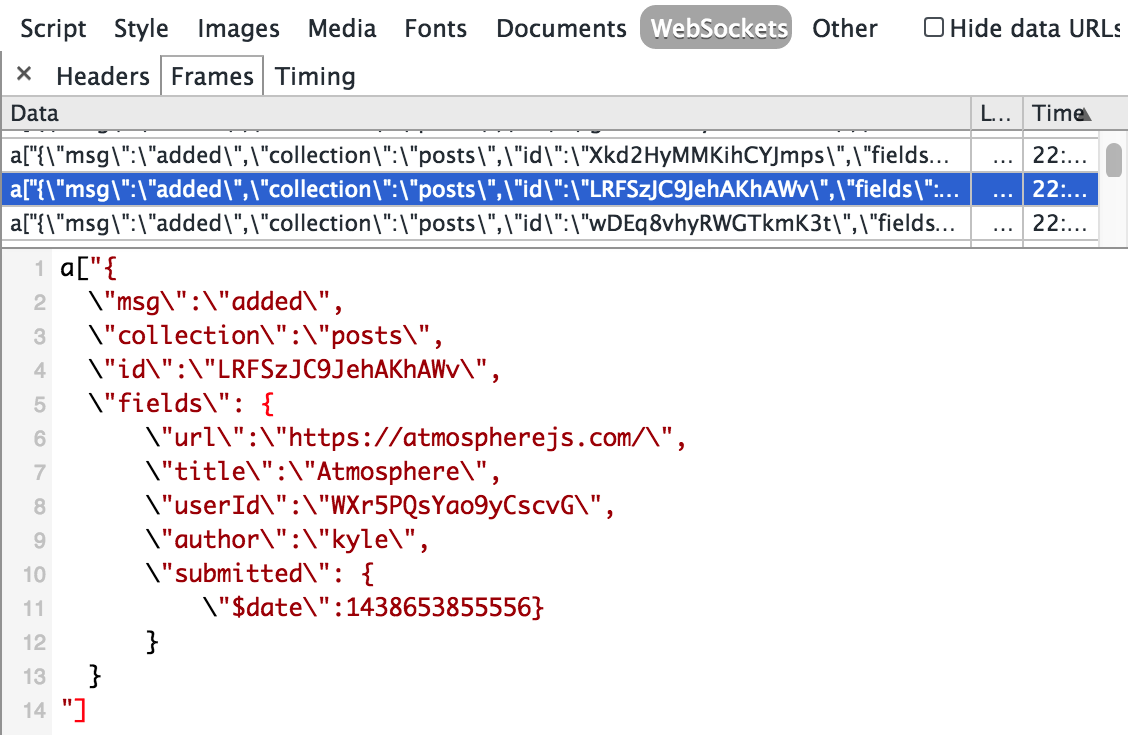 Script Style Images Media Fonts Documents WebSockets Other Hide data URLs
× Headers Frames Timing
Data L... Time
a["{\"msg\":\"added\",\"collection\":\"posts\",\"id\":\"Xkd2HyMMKihCYJmps\",\"fields... ... 22:...
a["{\"msg\":\"added\",\"collection\":\"posts\",\"id\":\"LRFSzJC9JehAKhAWv\",\"fields\":... ... 22:...
a["{\"msg\":\"added\",\"collection\":\"posts\",\"id\":\"wDEq8vhyRWGTkmK3t\",\"fields... ... 22:...
1 a["{
2 \"msg\":\"added\",
3 \"collection\":\"posts\",
4 \"id\":\"LRFSzJC9JehAKhAWv\",
5 \"fields\": {
6 \"url\":\"https://atmospherejs.com/\",
7 \"title\":\"Atmosphere\",
8 \"userId\":\"WXr5PQsYao9yCscvG\",
9 \"author\":\"kyle\",
10 \"submitted\": {
11 \"$date\":1438653855556}
12 }
13 }
14 "]